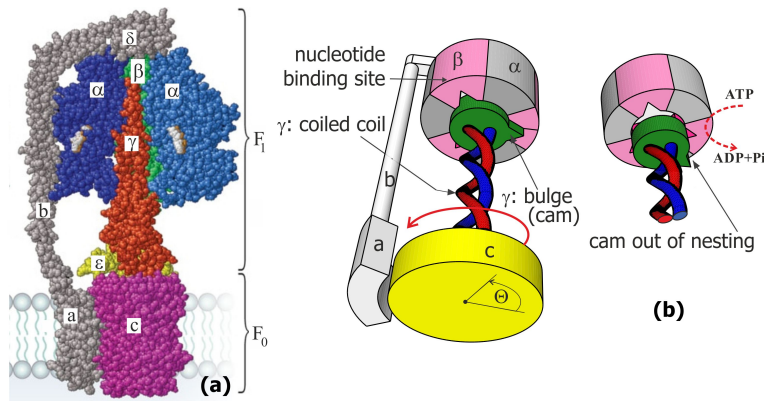 δ
β
α
α
γ
F1
b
ε
a
c
F0
(a)
nucleotide
binding site
β
α
γ: coiled coil
b
γ: bulge
(cam)
a
c
Θ
ATP
ADP+Pi
cam out of nesting
(b)